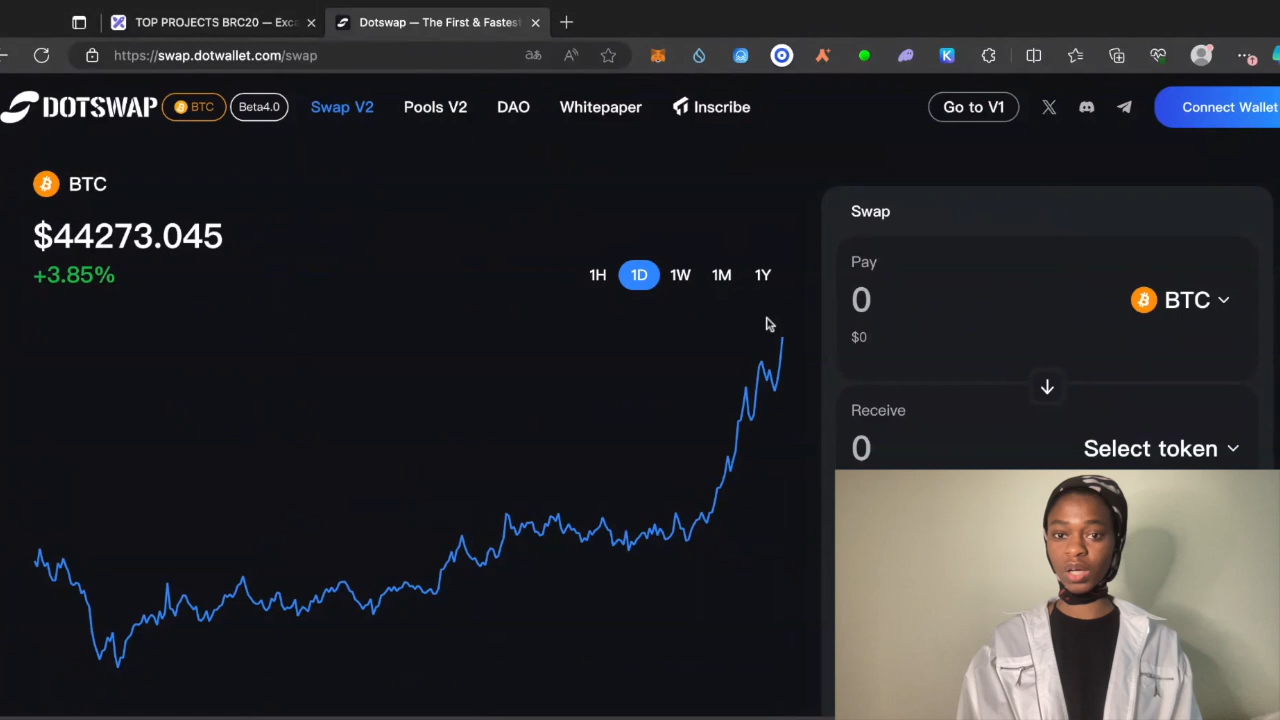 TOP PROJECTS BRC20 — Exca
Dotswap — The First & Fastest
https://swap.dotwallet.com/swap
DOTSWAP
BTC
Beta4.0
Swap V2
Pools V2
DAO
Whitepaper
Inscribe
Go to V1
Connect Wallet
BTC
$44273.045
+3.85%
1H
1D
1W
1M
1Y
Swap
Pay
0
BTC
$0
Receive
0
Select token